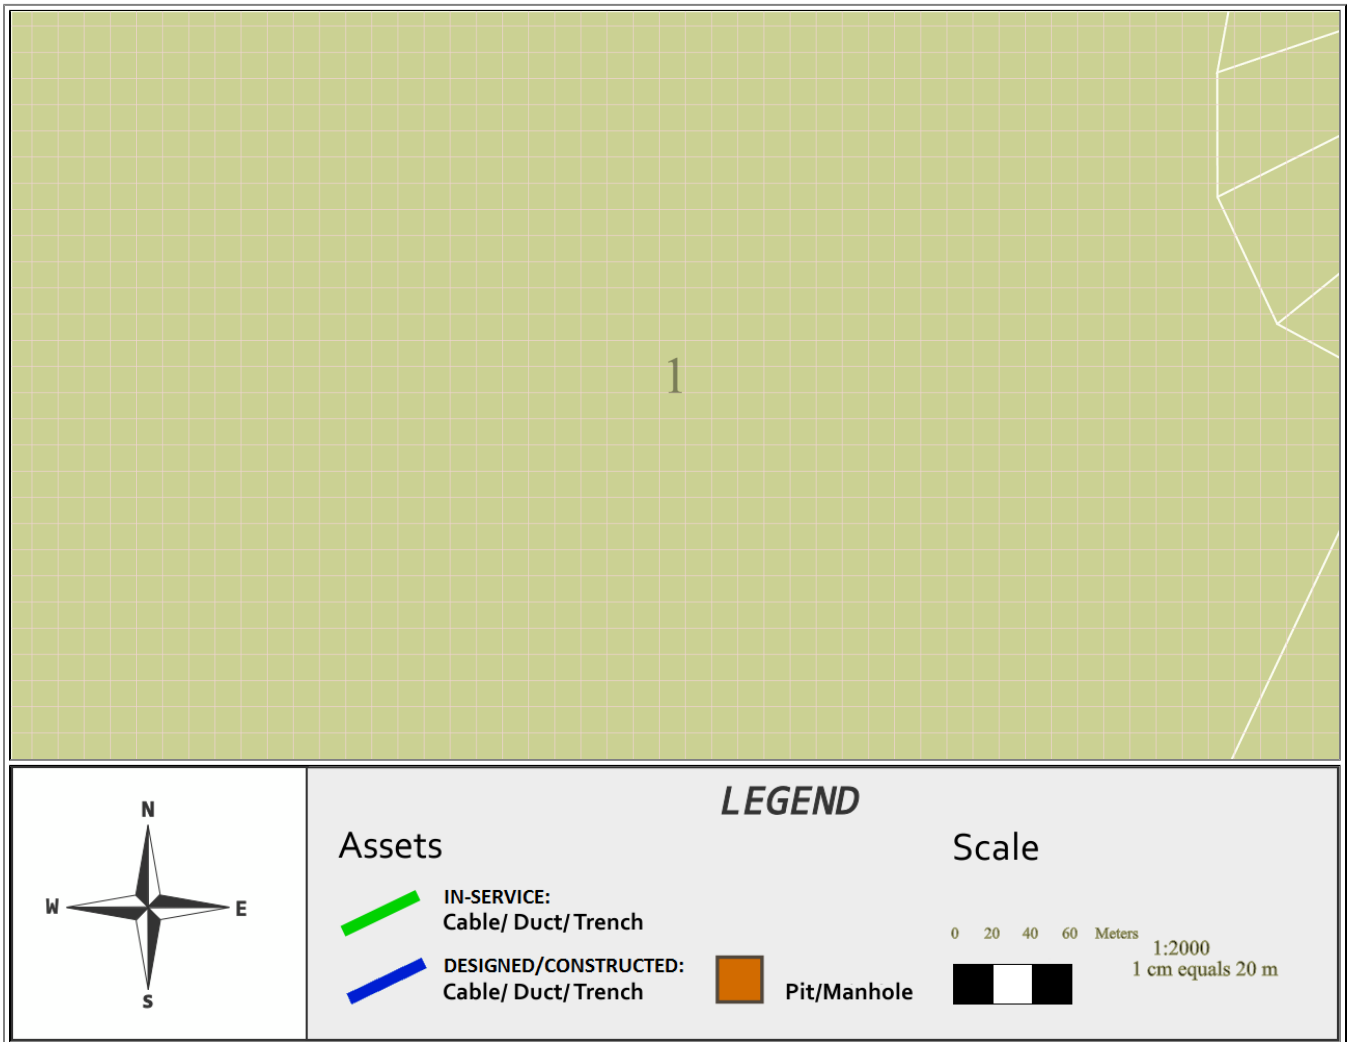 1
N
W
E
S
LEGEND
Assets
IN-SERVICE:
Cable/ Duct/ Trench
DESIGNED/CONSTRUCTED:
Cable/ Duct/ Trench
Pit/Manhole
Scale
0 20 40 60 Meters
1:2000
1 cm equals 20 m